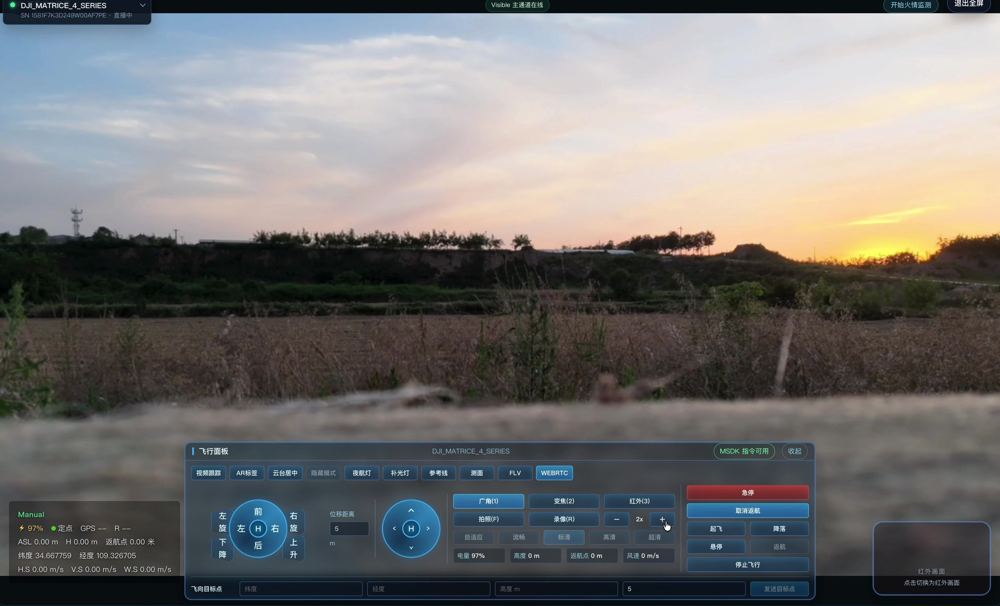 DJI_MATRICE_4_SERIES
SN 1581F7K3D249W00AF7PE · 直播中
Visible 主通道在线
开始火情监测
退出全屏
飞行面板
DJI_MATRICE_4_SERIES
MSDK 指令可用
收起
视频跟踪
AR标签
云台居中
隐藏模式
夜航灯
补光灯
参考线
测面
FLV
WEBRTC
左旋
前
右旋
左
H
右
下降
后
上升
位移距离
5
m
H
广角(1)
变焦(2)
红外(3)
拍照(F)
录像(R)
−
2x
+
自适应
流畅
标清
高清
超清
电量 97%
高度 0 m
返航点 0 m
风速 0 m/s
急停
取消返航
起飞
降落
悬停
返航
停止飞行
Manual
97% 定点 GPS −− R −−
ASL 0.00 m H 0.00 m 返航点 0.00 米
纬度 34.667759 经度 109.326705
H.S 0.00 m/s V.S 0.00 m/s W.S 0.00 m/s
飞向目标点
纬度
经度
高度 m
5
发送目标点
红外画面
点击切换为红外画面